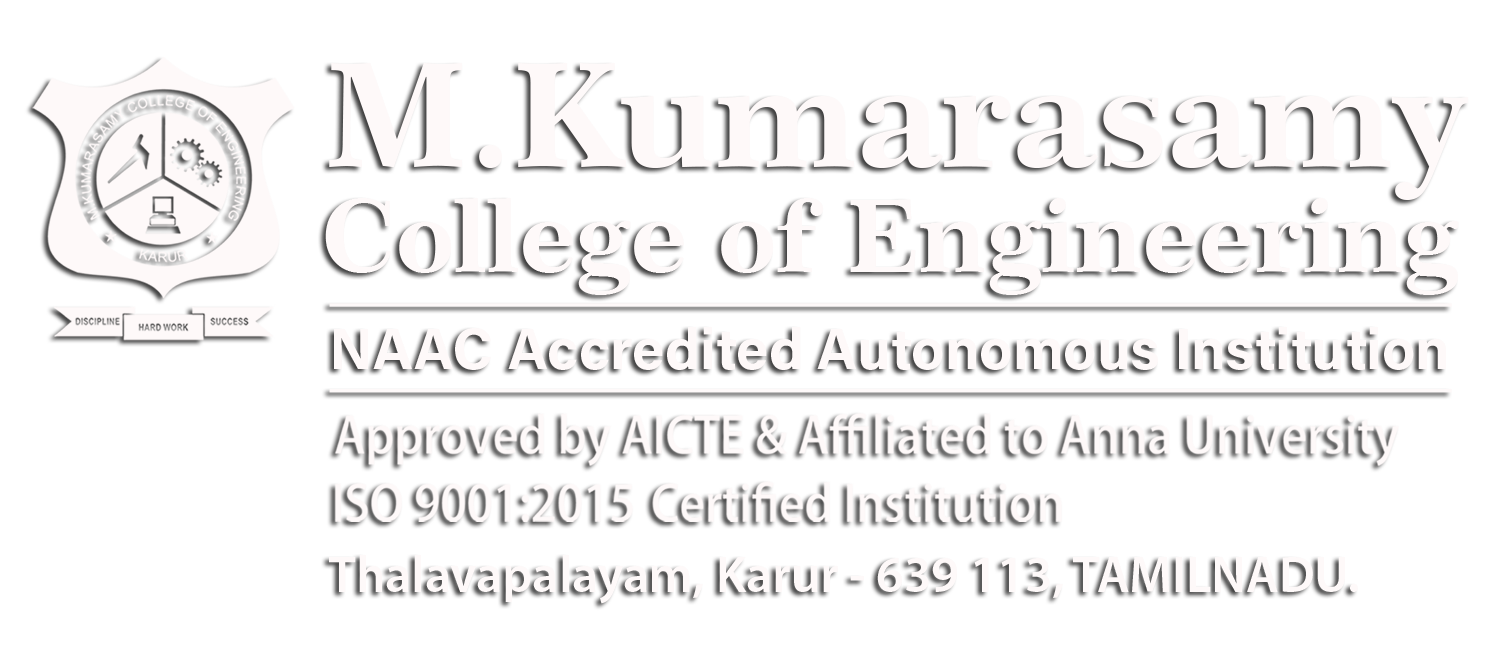 M.KUMARASAMY COLLEGE OF ENGINEERING
KARUR
DISCIPLINE HARD WORK SUCCESS
M.Kumarasamy
College of Engineering
NAAC Accredited Autonomous Institution
Approved by AICTE & Affiliated to Anna University
ISO 9001:2015 Certified Institution
Thalavapalayam, Karur - 639 113, TAMILNADU.